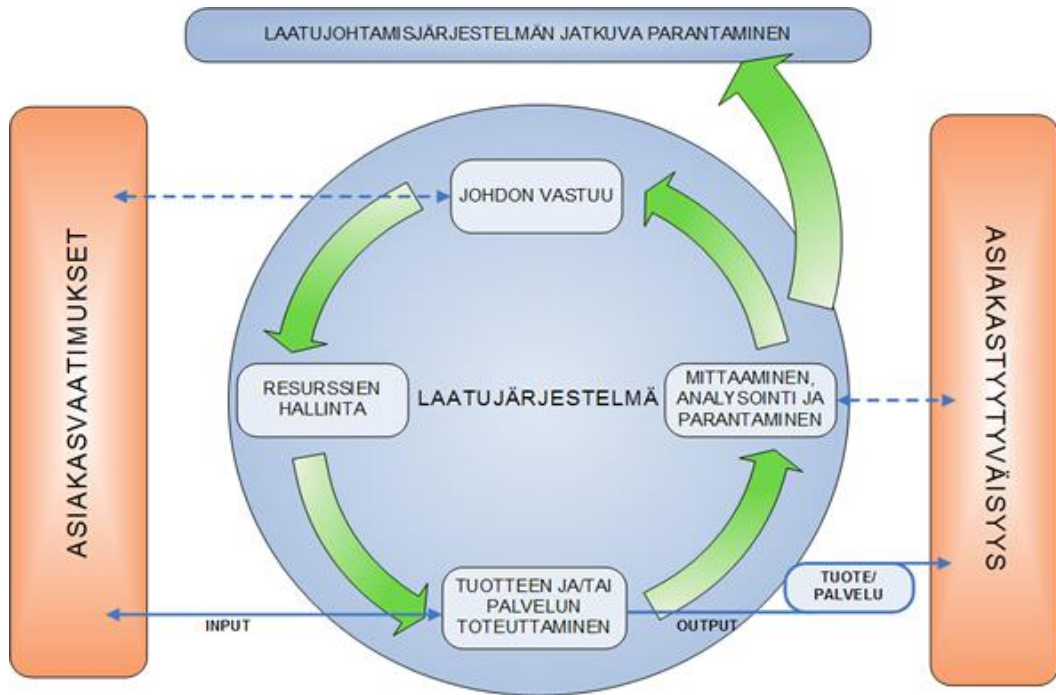 LAATUJOHTAMISJÄRJESTELMÄN JATKUVA PARANTAMINEN
ASIAKASVAATIMUKSET
JOHDON VASTUU
RESURSSIEN
HALLINTA
LAATUJÄRJESTELMÄ
MITTAAMINEN,
ANALYSOINTI JA
PARANTAMINEN
TUOTTEEN JA/TAI
PALVELUN
TOTEUTTAMINEN
INPUT
OUTPUT
TUOTE/
PALVELU
ASIAKASTYYTYVÄISYYS